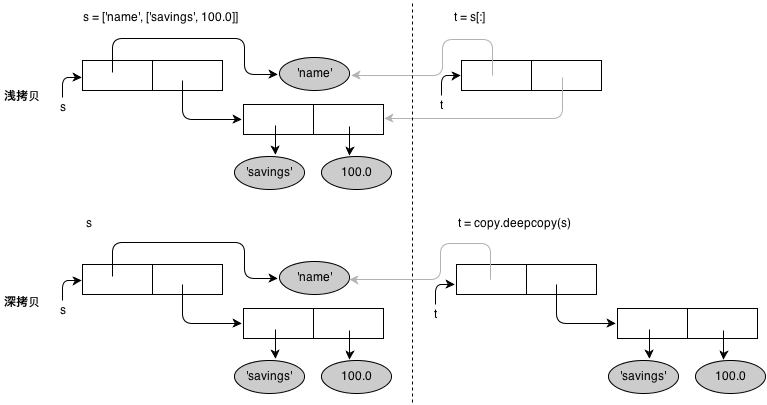 s = ['name', ['savings', 100.0]]
t = s[:]
'name'
浅拷贝
s
t
'savings'
100.0
s
t = copy.deepcopy(s)
'name'
深拷贝
s
t
'savings'
100.0
'savings'
100.0